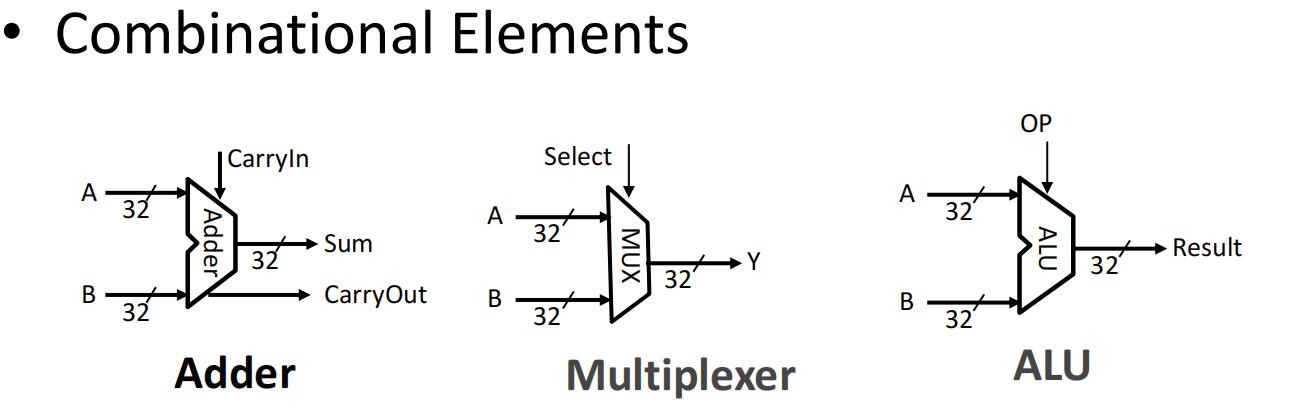 • Combinational Elements
CarryIn
A
32
Adder
Sum
32
B
32
CarryOut
Adder
Select
A
32
MUX
Y
32
B
32
Multiplexer
OP
A
32
ALU
Result
32
B
32
ALU